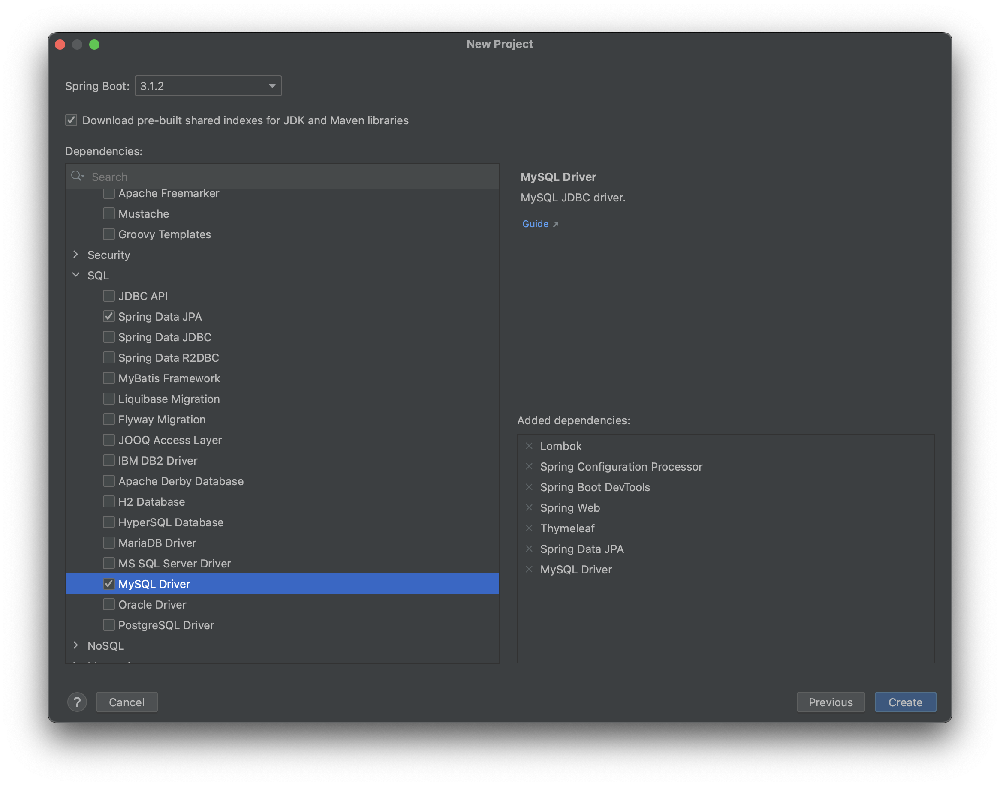 New Project
Spring Boot: 3.1.2
Download pre-built shared indexes for JDK and Maven libraries
Dependencies:
Search
Apache Freemarker
Mustache
Groovy Templates
Security
SQL
JDBC API
Spring Data JPA
Spring Data JDBC
Spring Data R2DBC
MyBatis Framework
Liquibase Migration
Flyway Migration
JOOQ Access Layer
IBM DB2 Driver
Apache Derby Database
H2 Database
HyperSQL Database
MariaDB Driver
MS SQL Server Driver
MySQL Driver
Oracle Driver
PostgreSQL Driver
NoSQL
MySQL Driver
MySQL JDBC driver.
Guide
Added dependencies:
Lombok
Spring Configuration Processor
Spring Boot DevTools
Spring Web
Thymeleaf
Spring Data JPA
MySQL Driver
? Cancel Previous Create